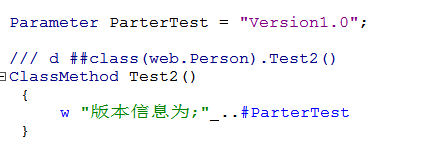 Parameter ParterTest = "Version1.0";
/// d ##class(web.Person).Test2()
ClassMethod Test2()
{
w "版本信息为;"_..#ParterTest
}